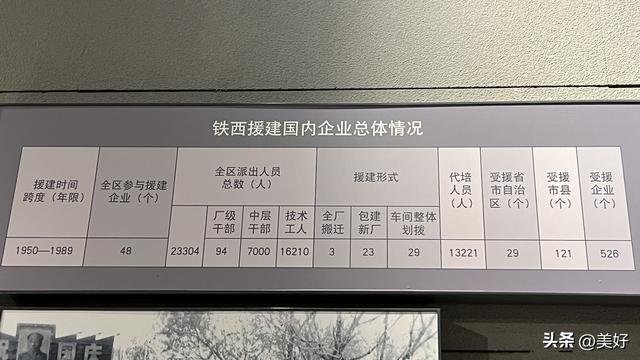 铁西援建国内企业总体情况
援建时间
跨度（年限）
全区参与援建
企业（个）
全区派出人员
总数（人）
厂级
干部
中层
干部
技术
工人
援建形式
全厂
搬迁
包建
新厂
车间整体
划拨
代培
人员
（人）
受援省
市自治
区（个）
受援
市县
（个）
受援
企业
（个）
1950—1989 48 23304 94 7000 16210 3 23 29 13221 29 121 526
国庆
头条 @美好